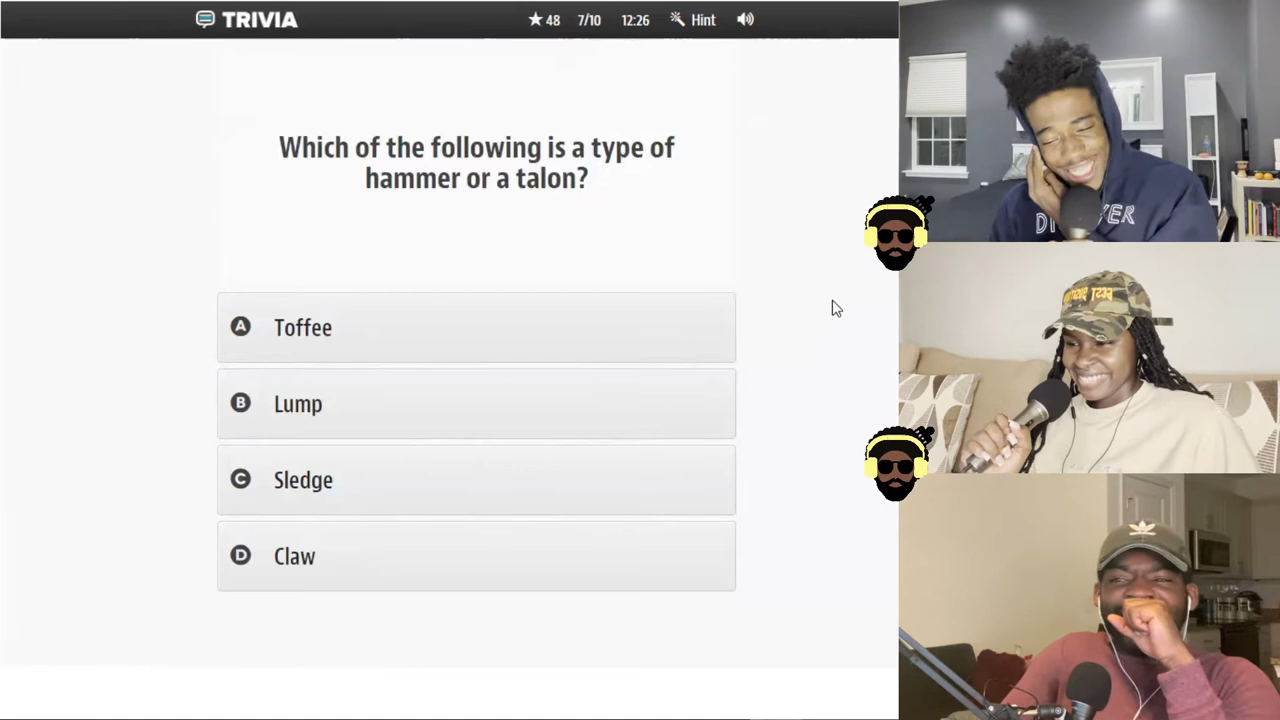 TRIVIA
48
7/10
12:26
Hint
Which of the following is a type of
hammer or a talon?
A Toffee
B Lump
C Sledge
D Claw